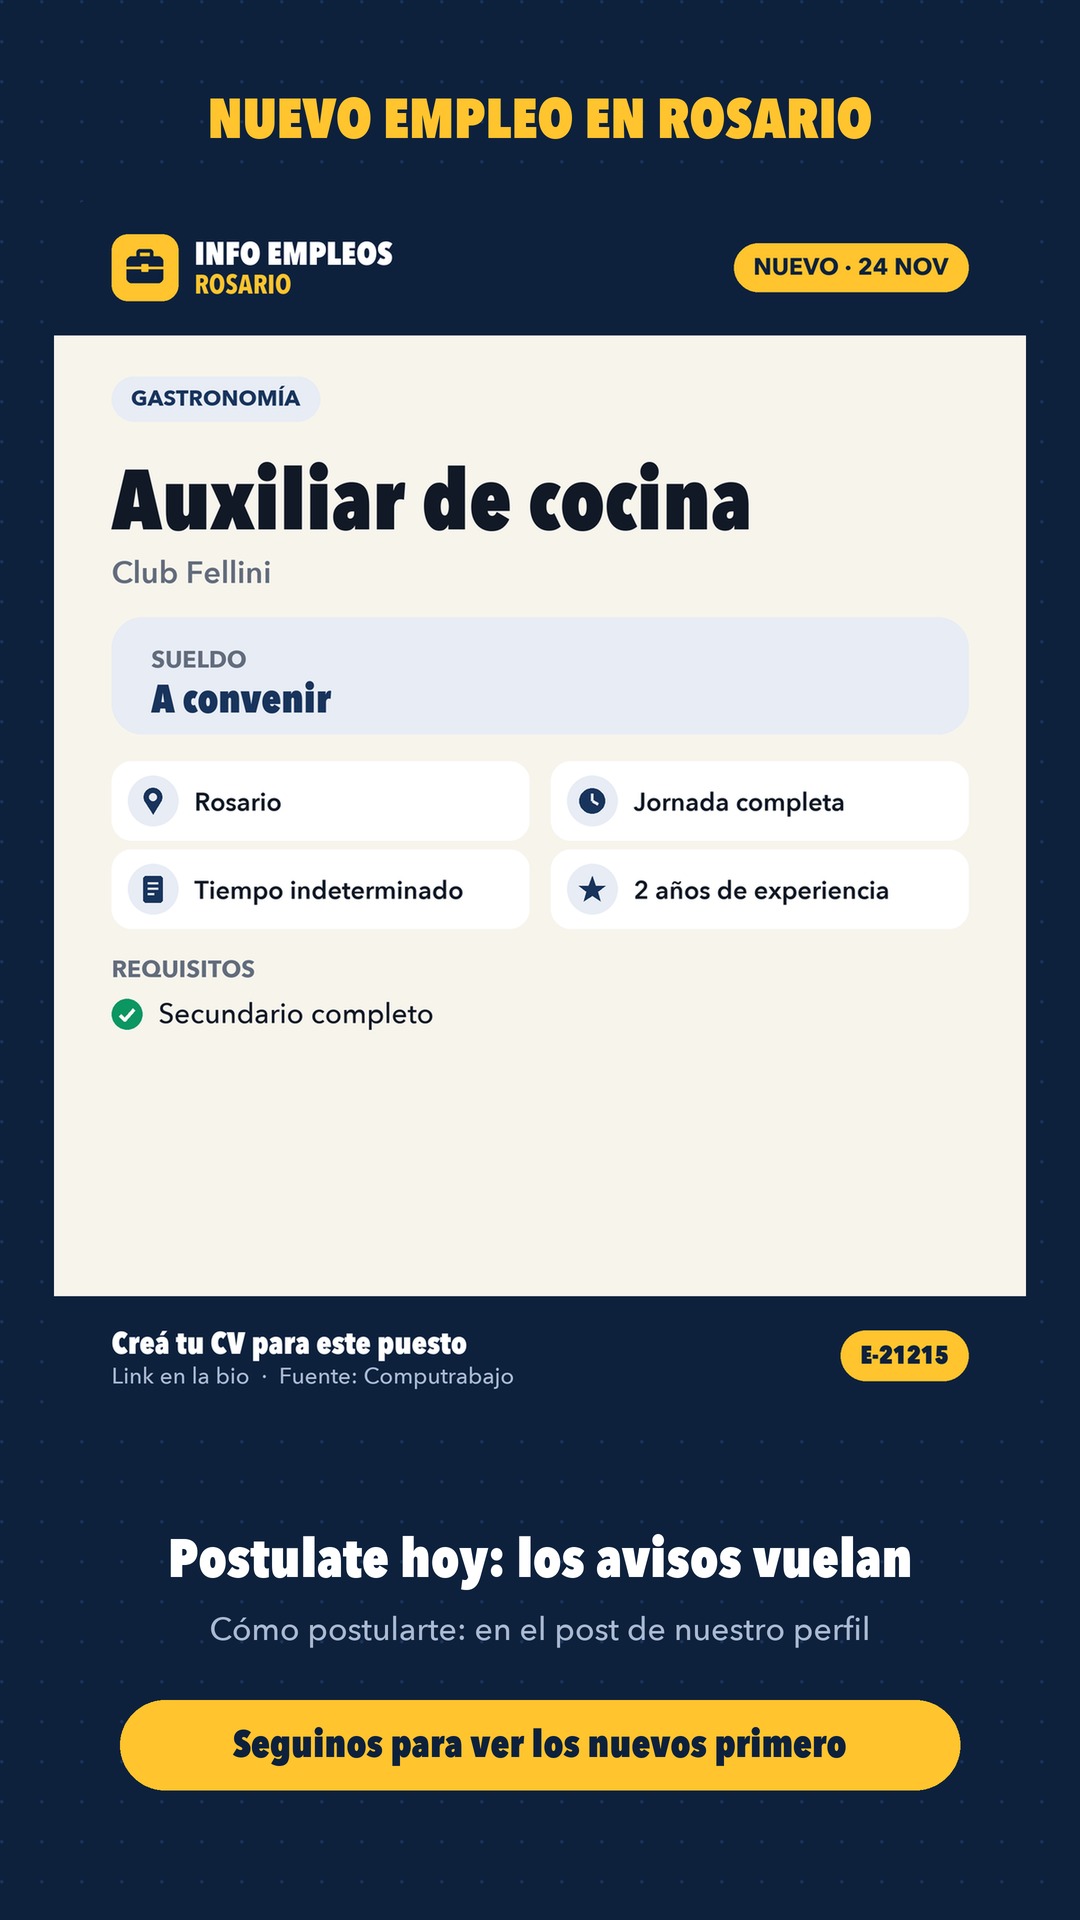 NUEVO EMPLEO EN ROSARIO
INFO EMPLEOS
ROSARIO
NUEVO · 24 NOV
GASTRONOMÍA
Auxiliar de cocina
Club Fellini
SUELDO
A convenir
Rosario
Jornada completa
Tiempo indeterminado
2 años de experiencia
REQUISITOS
Secundario completo
Creá tu CV para este puesto
Link en la bio · Fuente: Computrabajo
E-21215
Postulate hoy: los avisos vuelan
Cómo postularte: en el post de nuestro perfil
Seguinos para ver los nuevos primero